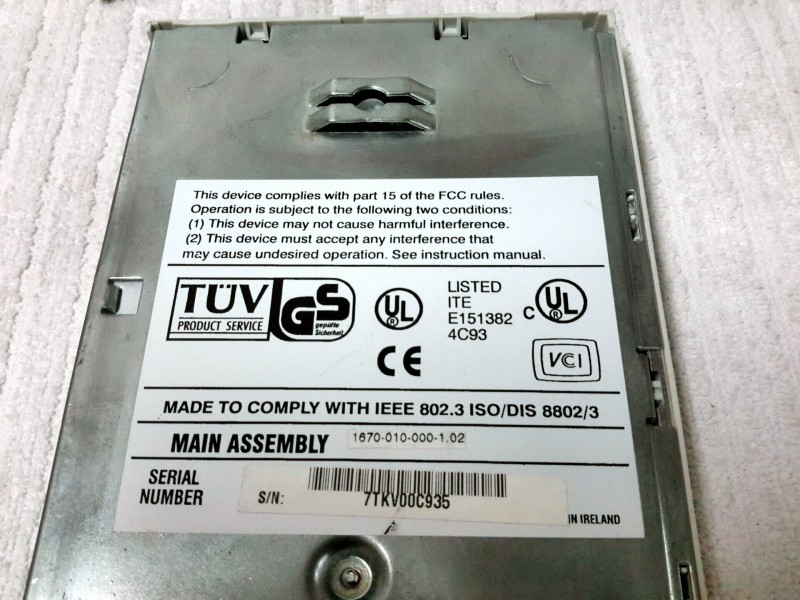 This device complies with part 15 of the FCC rules.
Operation is subject to the following two conditions:
(1) This device may not cause harmful interference.
(2) This device must accept any interference that
may cause undesired operation. See instruction manual.
TÜV
PRODUCT SERVICE
GS
geprüfte
Sicherheit
UL
LISTED
ITE
E151382
4C93
C UL
CE
VCI
MADE TO COMPLY WITH IEEE 802.3 ISO/DIS 8802/3
MAIN ASSEMBLY 1670-010-000-1.02
SERIAL
NUMBER
S/N: 7TKV00C935
IN IRELAND